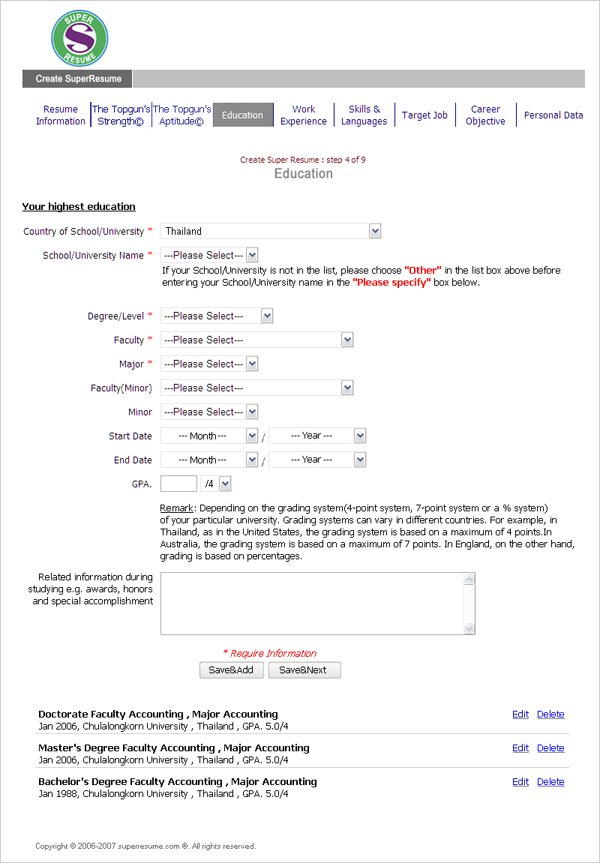 SUPER
S
RESUME
Create SuperResume
Resume Information
The Topgun's Strength©
The Topgun's Aptitude©
Education
Work Experience
Skills & Languages
Target Job
Career Objective
Personal Data
Create Super Resume : step 4 of 9
Education
Your highest education
Country of School/University * Thailand
School/University Name * ---Please Select---
If your School/University is not in the list, please choose "Other" in the list box above before
entering your School/University name in the "Please specify" box below.
Degree/Level * ---Please Select---
Faculty * ---Please Select---
Major * ---Please Select---
Faculty(Minor) ---Please Select---
Minor ---Please Select---
Start Date --- Month --- / --- Year ---
End Date --- Month --- / --- Year ---
GPA. /4
Remark: Depending on the grading system(4-point system, 7-point system or a % system)
of your particular university. Grading systems can vary in different countries. For example, in
Thailand, as in the United States, the grading system is based on a maximum of 4 points.In
Australia, the grading system is based on a maximum of 7 points. In England, on the other hand,
grading is based on percentages.
Related information during
studying e.g. awards, honors
and special accomplishment
* Require Information
Save&Add Save&Next
Doctorate Faculty Accounting , Major Accounting Edit Delete
Jan 2006, Chulalongkorn University , Thailand , GPA. 5.0/4
Master's Degree Faculty Accounting , Major Accounting Edit Delete
Jan 2006, Chulalongkorn University , Thailand , GPA. 5.0/4
Bachelor's Degree Faculty Accounting , Major Accounting Edit Delete
Jan 1988, Chulalongkorn University , Thailand , GPA. 5.0/4
Copyright © 2006-2007 superresume.com ®. All rights reserved.